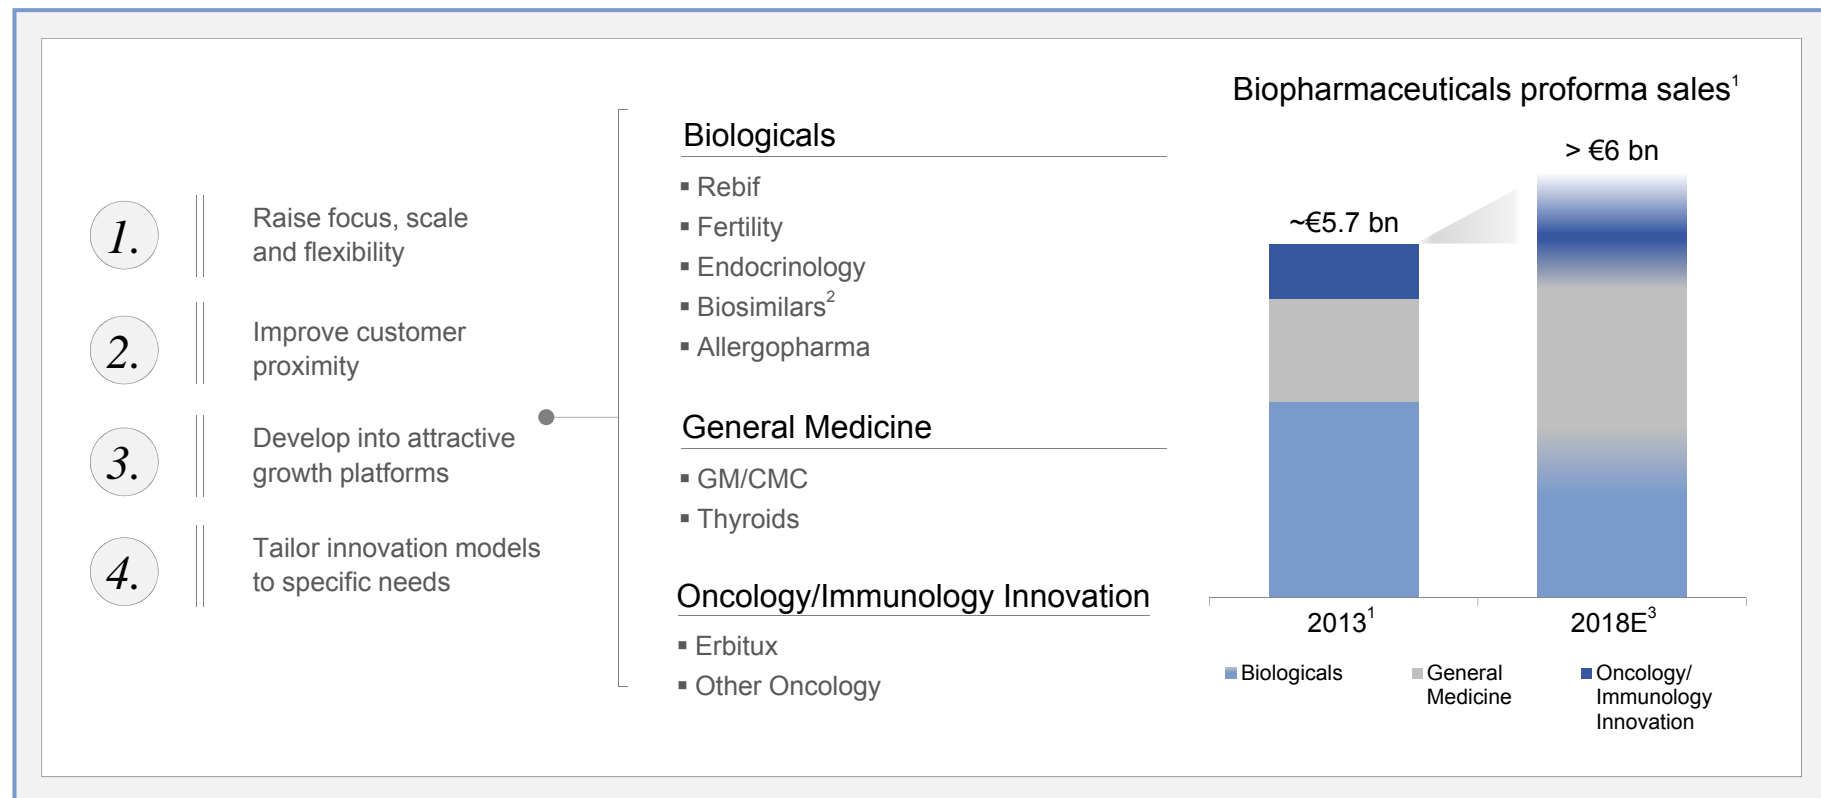 1.
Raise focus, scale
and flexibility
2.
Improve customer
proximity
3.
Develop into attractive
growth platforms
4.
Tailor innovation models
to specific needs
Biologicals
▪ Rebif
▪ Fertility
▪ Endocrinology
▪ Biosimilars²
▪ Allergopharma
General Medicine
▪ GM/CMC
▪ Thyroids
Oncology/Immunology Innovation
▪ Erbitux
▪ Other Oncology
Biopharmaceuticals proforma sales¹
> €6 bn
~€5.7 bn
2013¹
2018E³
Biologicals
General
Medicine
Oncology/
Immunology
Innovation